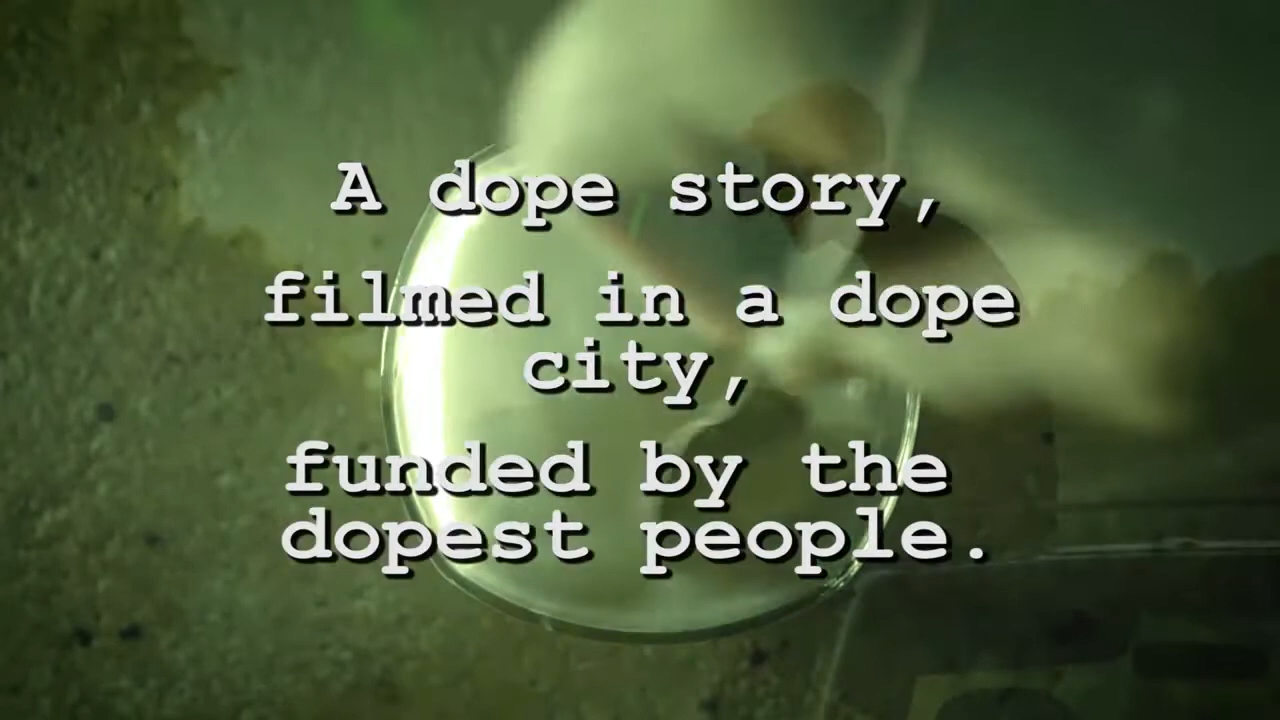 A dope story,
filmed in a dope
city,
funded by the
dopest people.